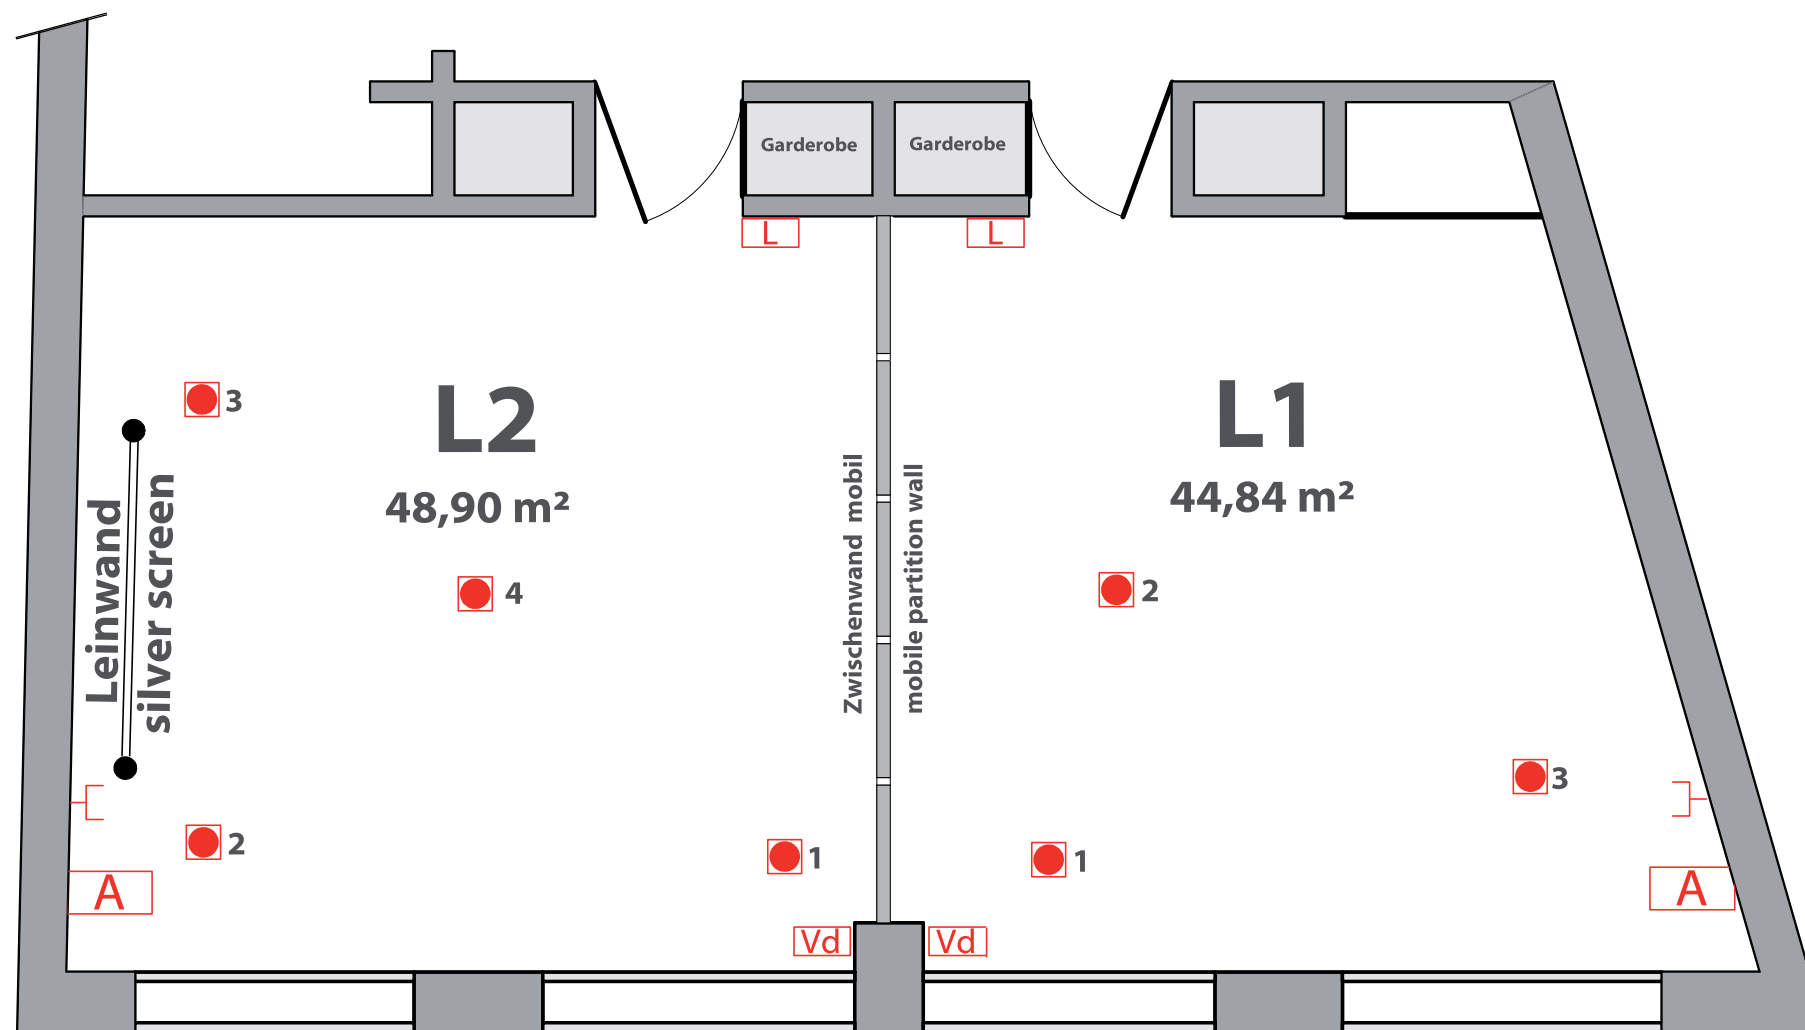 Garderobe
Garderobe
L
L
L2
48,90 m²
L1
44,84 m²
3
Leinwand
silver screen
4
Zwischenwand mobil
mobile partition wall
2
3
2
1
1
A
A
Vd
Vd